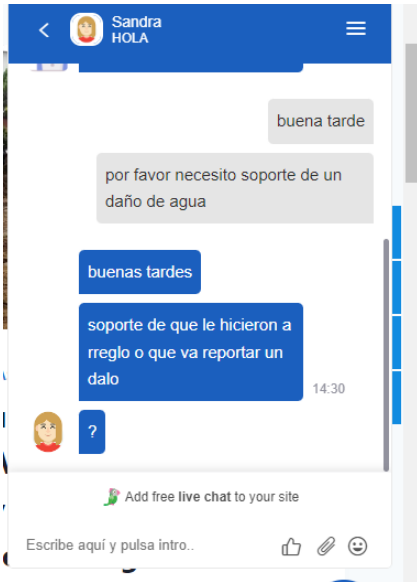 Sandra
HOLA
buena tarde
por favor necesito soporte de un
daño de agua
buenas tardes
soporte de que le hicieron a
rreglo o que va reportar un
dalo
14:30
?
Add free live chat to your site
Escribe aquí y pulsa intro..